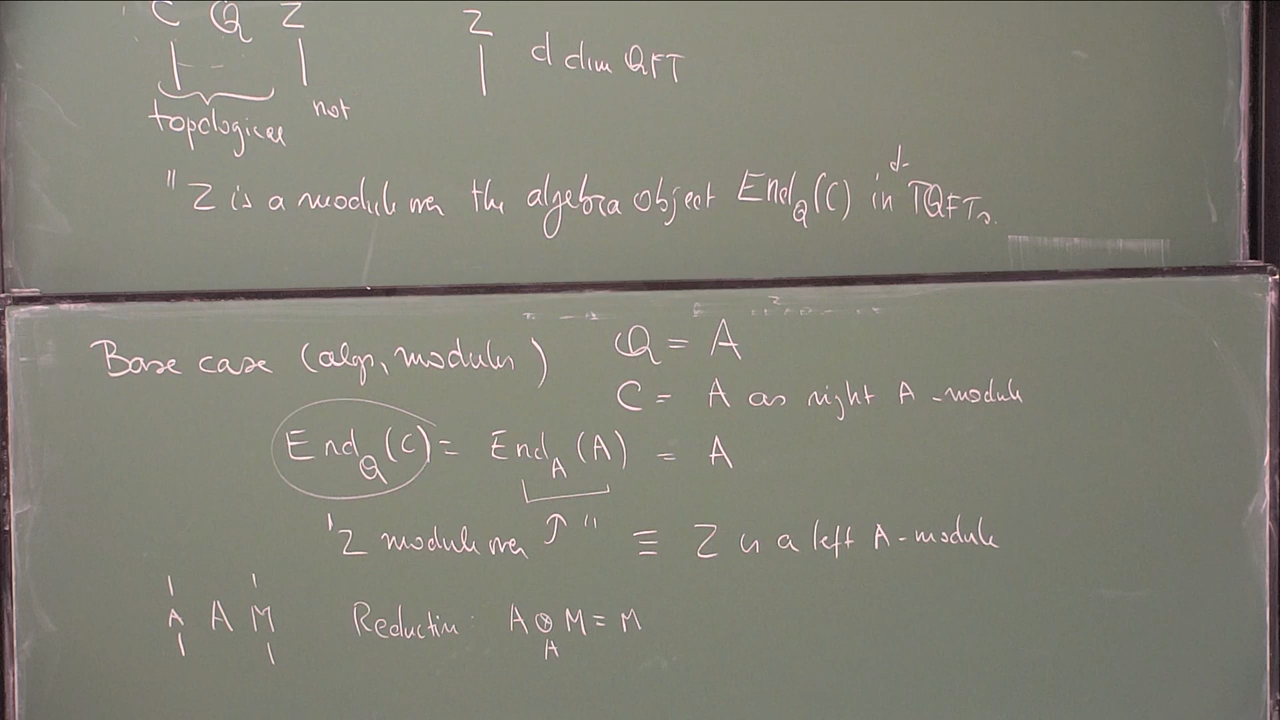 C Q Z Z d dim QFT
topological not
" Z is a module over the algebra object End_Q(C) in d-TQFTs.
Base case (alg, modules) Q = A
C = A as right A-module
End_Q(C) = End_A(A) = A
"Z module over ↑" ≡ Z is a left A-module
A A M Reduction: A ⊗_A M = M